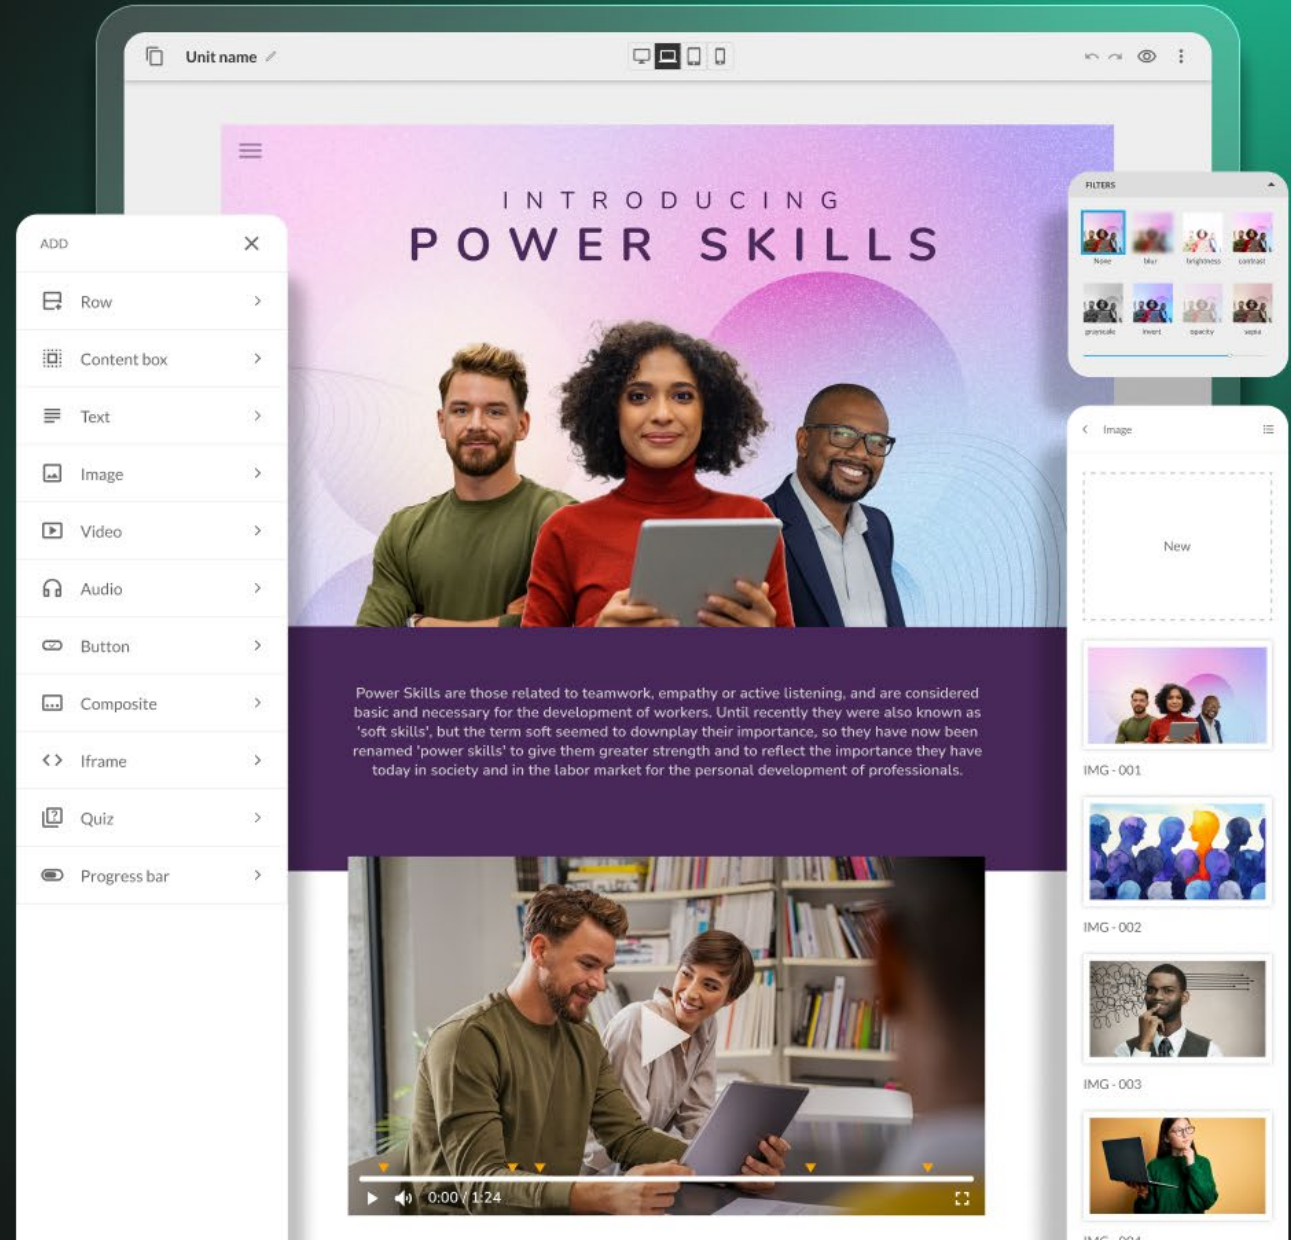 Unit name
INTRODUCING
POWER SKILLS
ADD
Row
Content box
Text
Image
Video
Audio
Button
Composite
Iframe
Quiz
Progress bar
Power Skills are those related to teamwork, empathy or active listening, and are considered
basic and necessary for the development of workers. Until recently they were also known as
'soft skills', but the term soft seemed to downplay their importance, so they have now been
renamed 'power skills' to give them greater strength and to reflect the importance they have
today in society and in the labor market for the personal development of professionals.
0:00 / 1:24
FILTERS
None blur brightness contrast
grayscale invert opacity sepia
Image
New
IMG - 001
IMG - 002
IMG - 003